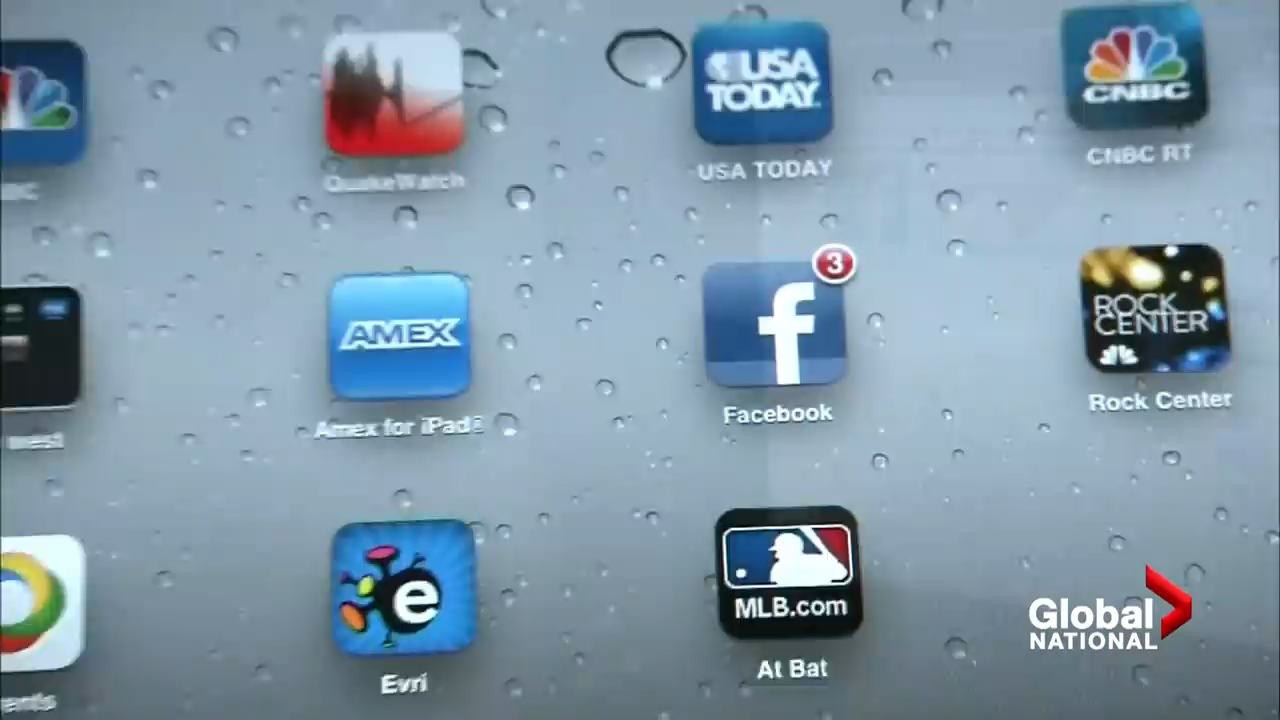 USA
TODAY
CNBC
QuakeWatch
USA TODAY
CNBC RT
3
AMEX
f
ROCK
CENTER
west
Amex for iPad
Facebook
Rock Center
e
MLB.com
Evri
At Bat
Global
NATIONAL